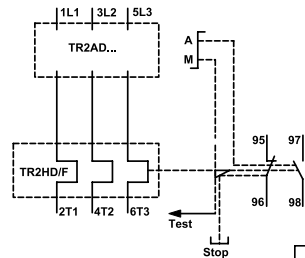 1L1 3L2 5L3
TR2AD...
A
M
95 97
TR2HD/F
96 98
2T1 4T2 6T3
Test
Stop